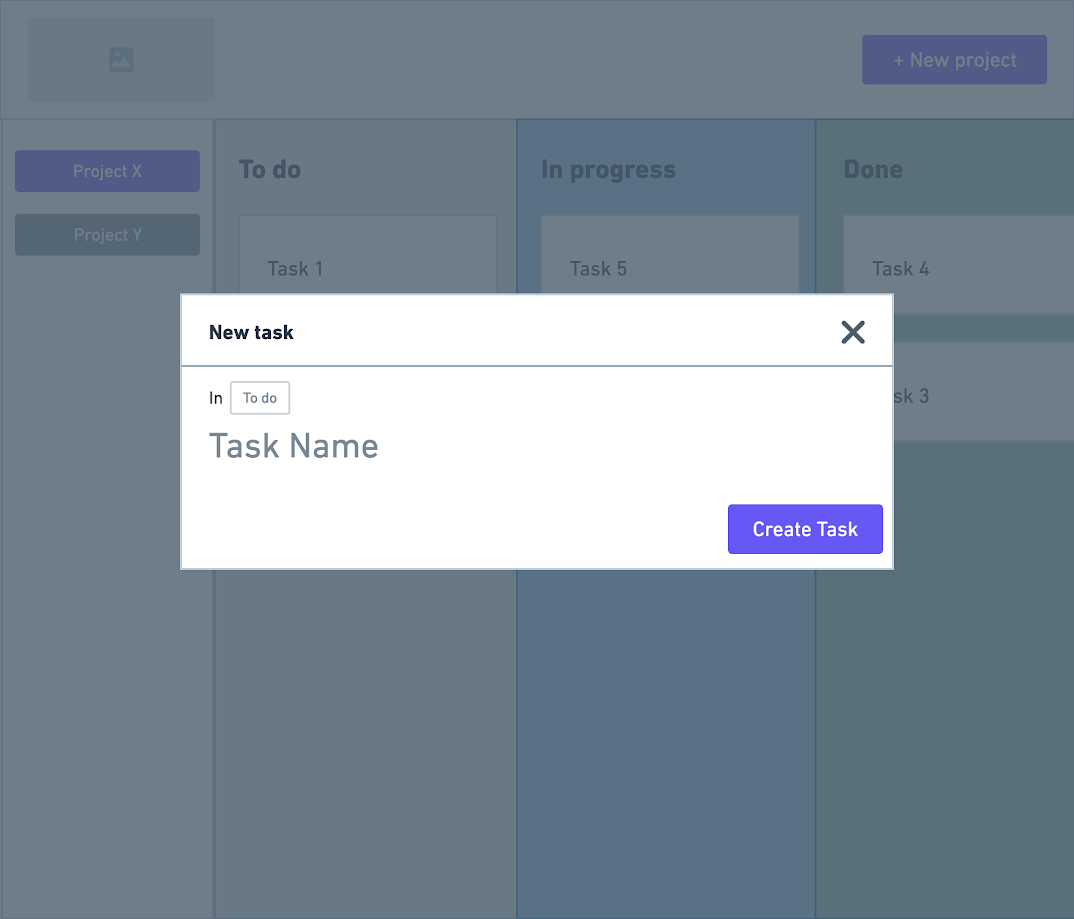 + New project
Project X
Project Y
To do
In progress
Done
Task 1
Task 5
Task 4
sk 3
New task
In To do
Task Name
Create Task